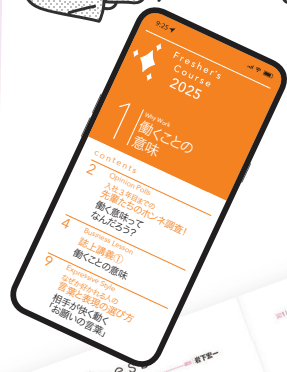 9:25
Fresher's
Course
2025
1
Why Work
働くことの
意味
contents
2
Opinion Polls
入社3年目までの
先輩たちのホンネ調査!
働く意味って
なんだろう?
4
Business Lesson
誌上講義①
働くことの意味
9
Expressive Style
なぜか好かれる人の
言葉と表現の選び方
相手が快く動く
「お願いの言葉」